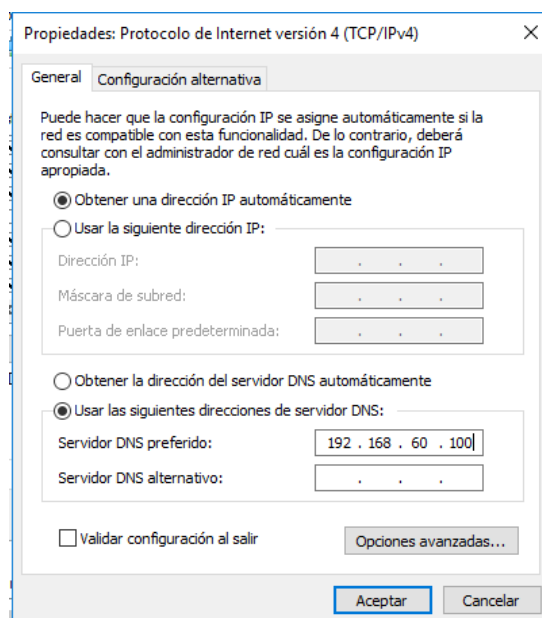 Propiedades: Protocolo de Internet versión 4 (TCP/IPv4)
General
Configuración alternativa
Puede hacer que la configuración IP se asigne automáticamente si la
red es compatible con esta funcionalidad. De lo contrario, deberá
consultar con el administrador de red cuál es la configuración IP
apropiada.
Obtener una dirección IP automáticamente
Usar la siguiente dirección IP:
Dirección IP:
Máscara de subred:
Puerta de enlace predeterminada:
Obtener la dirección del servidor DNS automáticamente
Usar las siguientes direcciones de servidor DNS:
Servidor DNS preferido: 192 . 168 . 60 . 100
Servidor DNS alternativo:
Validar configuración al salir
Opciones avanzadas...
Aceptar
Cancelar